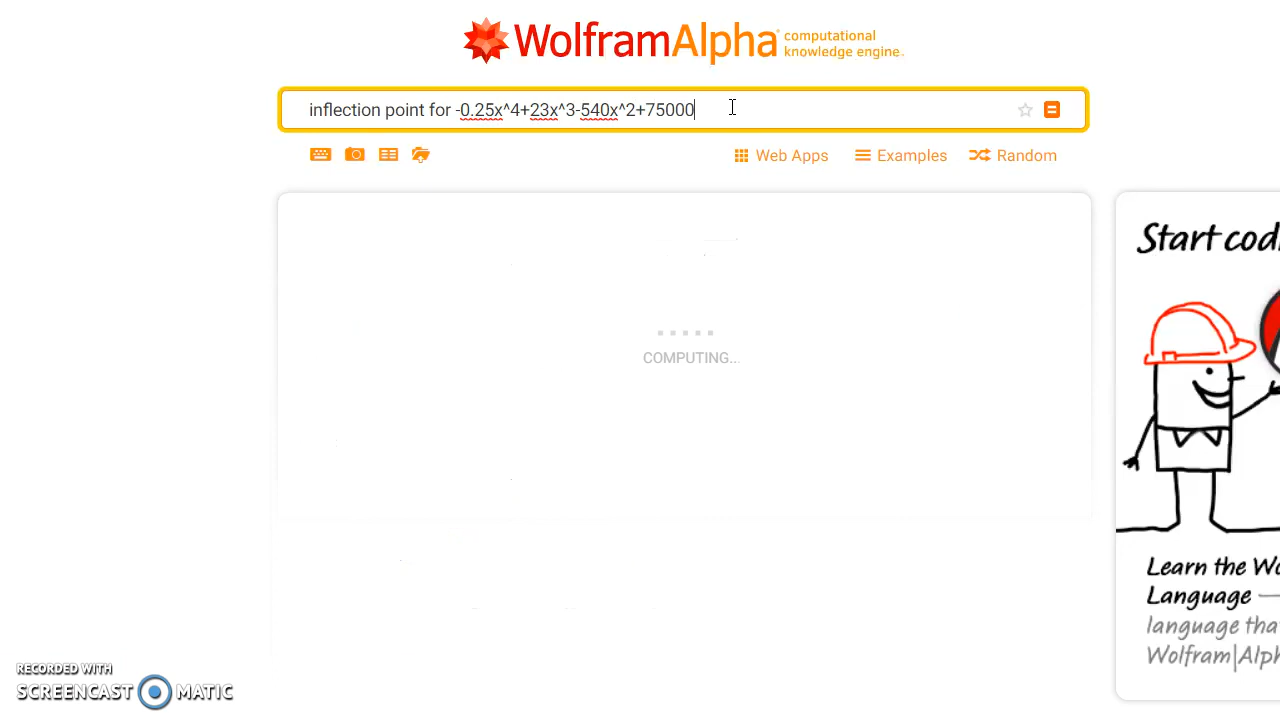 WolframAlpha computational
knowledge engine.
inflection point for -0.25x^4+23x^3-540x^2+75000
Web Apps Examples Random
COMPUTING...
Start cod
Learn the Wo
Language —
language tha
Wolfram|Alph
RECORDED WITH
SCREENCAST MATIC